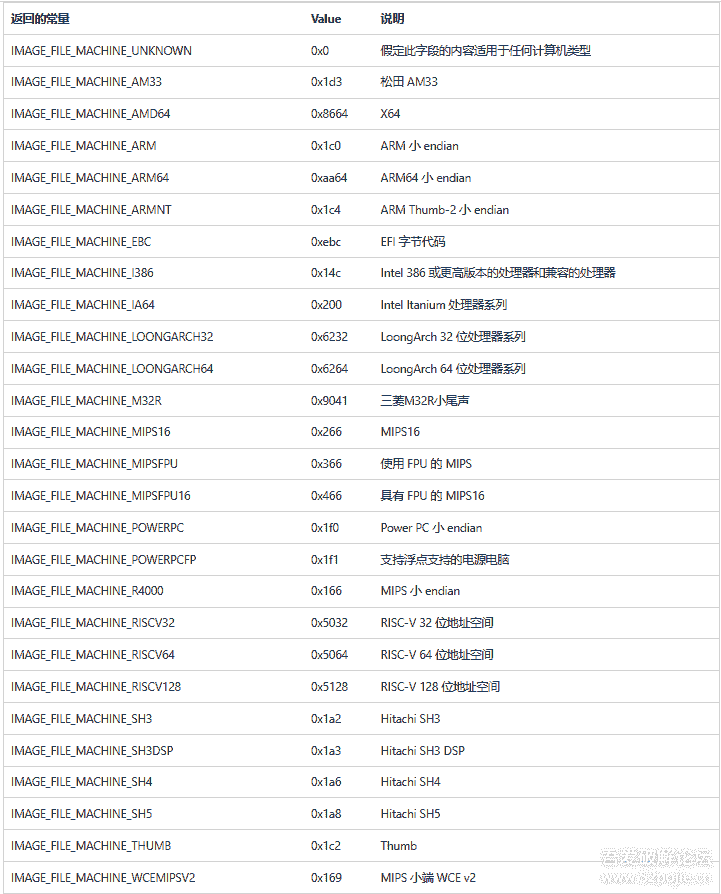 返回的常量 Value 说明
IMAGE_FILE_MACHINE_UNKNOWN 0x0 假定此字段的内容适用于任何计算机类型
IMAGE_FILE_MACHINE_AM33 0x1d3 松田 AM33
IMAGE_FILE_MACHINE_AMD64 0x8664 X64
IMAGE_FILE_MACHINE_ARM 0x1c0 ARM 小 endian
IMAGE_FILE_MACHINE_ARM64 0xaa64 ARM64 小 endian
IMAGE_FILE_MACHINE_ARMNT 0x1c4 ARM Thumb-2 小 endian
IMAGE_FILE_MACHINE_EBC 0xebc EFI 字节代码
IMAGE_FILE_MACHINE_I386 0x14c Intel 386 或更高版本的处理器和兼容的处理器
IMAGE_FILE_MACHINE_IA64 0x200 Intel Itanium 处理器系列
IMAGE_FILE_MACHINE_LOONGARCH32 0x6232 LoongArch 32 位处理器系列
IMAGE_FILE_MACHINE_LOONGARCH64 0x6264 LoongArch 64 位处理器系列
IMAGE_FILE_MACHINE_M32R 0x9041 三菱M32R小尾声
IMAGE_FILE_MACHINE_MIPS16 0x266 MIPS16
IMAGE_FILE_MACHINE_MIPSFPU 0x366 使用 FPU 的 MIPS
IMAGE_FILE_MACHINE_MIPSFPU16 0x466 具有 FPU 的 MIPS16
IMAGE_FILE_MACHINE_POWERPC 0x1f0 Power PC 小 endian
IMAGE_FILE_MACHINE_POWERPCFP 0x1f1 支持浮点支持的电源电脑
IMAGE_FILE_MACHINE_R4000 0x166 MIPS 小 endian
IMAGE_FILE_MACHINE_RISCV32 0x5032 RISC-V 32 位地址空间
IMAGE_FILE_MACHINE_RISCV64 0x5064 RISC-V 64 位地址空间
IMAGE_FILE_MACHINE_RISCV128 0x5128 RISC-V 128 位地址空间
IMAGE_FILE_MACHINE_SH3 0x1a2 Hitachi SH3
IMAGE_FILE_MACHINE_SH3DSP 0x1a3 Hitachi SH3 DSP
IMAGE_FILE_MACHINE_SH4 0x1a6 Hitachi SH4
IMAGE_FILE_MACHINE_SH5 0x1a8 Hitachi SH5
IMAGE_FILE_MACHINE_THUMB 0x1c2 Thumb
IMAGE_FILE_MACHINE_WCEMIPSV2 0x169 MIPS 小端 WCE v2
吾爱破解论坛
www.52pojie.cn